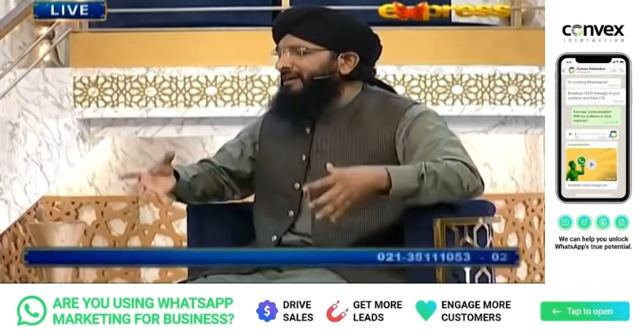 LIVE
express
convex
interactive
021-35111053 - 02
We can help you unlock
WhatsApp's true potential.
ARE YOU USING WHATSAPP
MARKETING FOR BUSINESS?
DRIVE
SALES
GET MORE
LEADS
ENGAGE MORE
CUSTOMERS
Tap to open